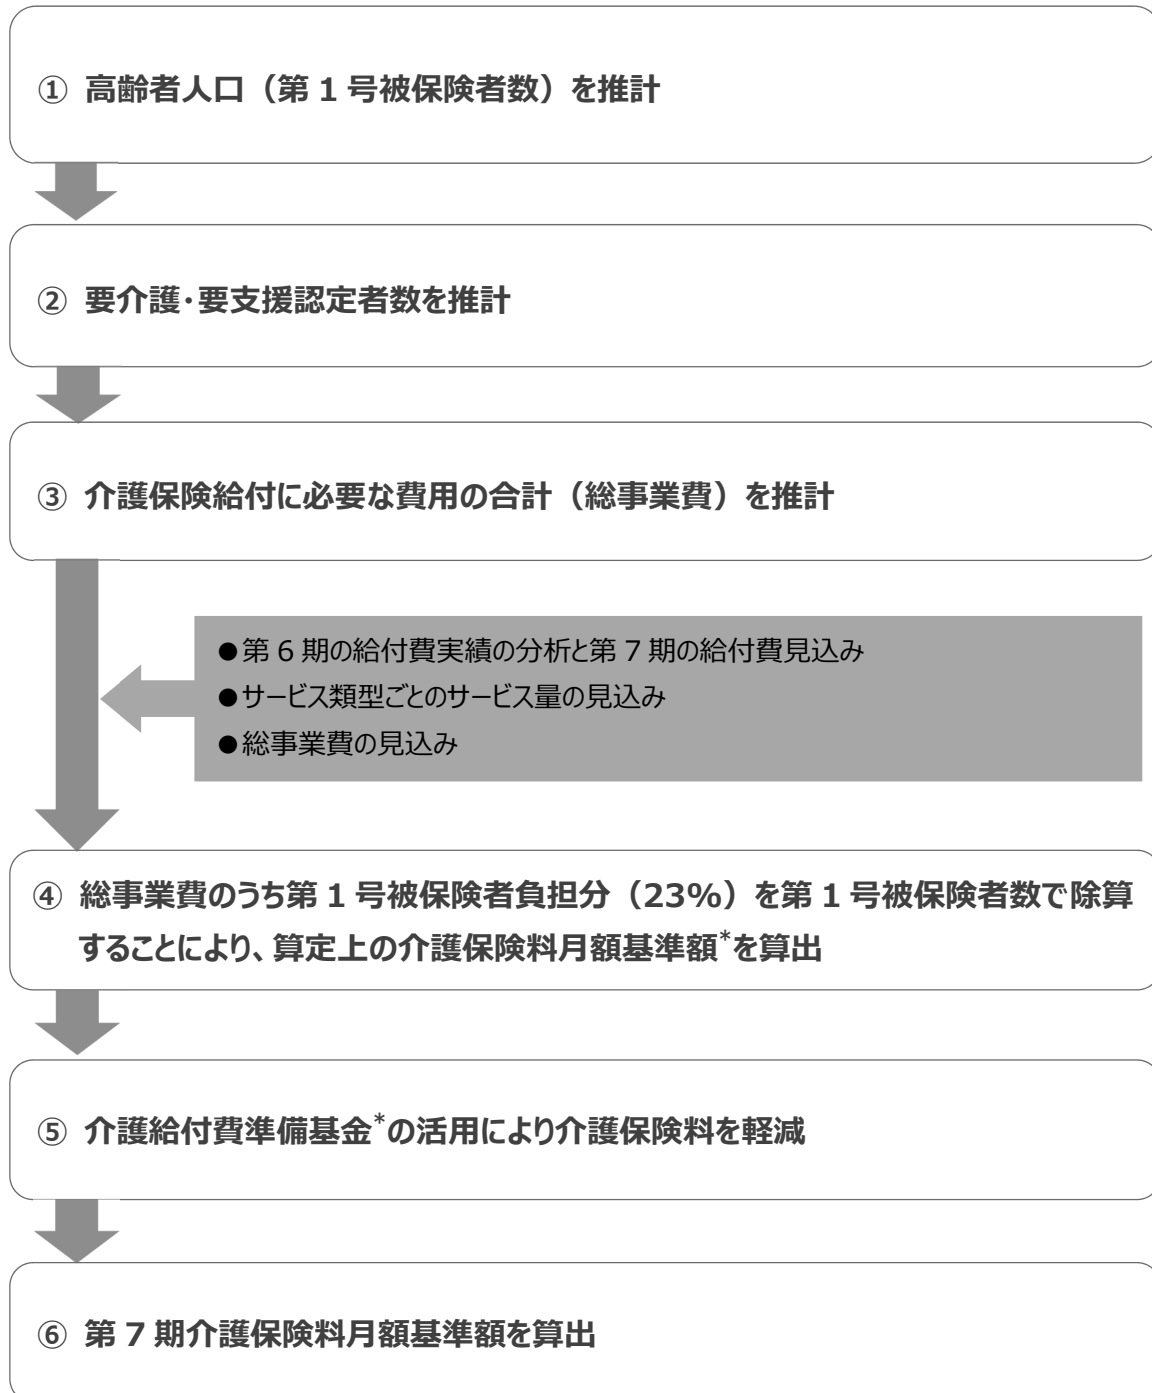 ① 高齢者人口（第 1 号被保険者数）を推計
② 要介護・要支援認定者数を推計
③ 介護保険給付に必要な費用の合計（総事業費）を推計
●第 6 期の給付費実績の分析と第 7 期の給付費見込み
●サービス類型ごとのサービス量の見込み
●総事業費の見込み
④ 総事業費のうち第 1 号被保険者負担分（23％）を第 1 号被保険者数で除算
することにより、算定上の介護保険料月額基準額*を算出
⑤ 介護給付費準備基金*の活用により介護保険料を軽減
⑥ 第 7 期介護保険料月額基準額を算出